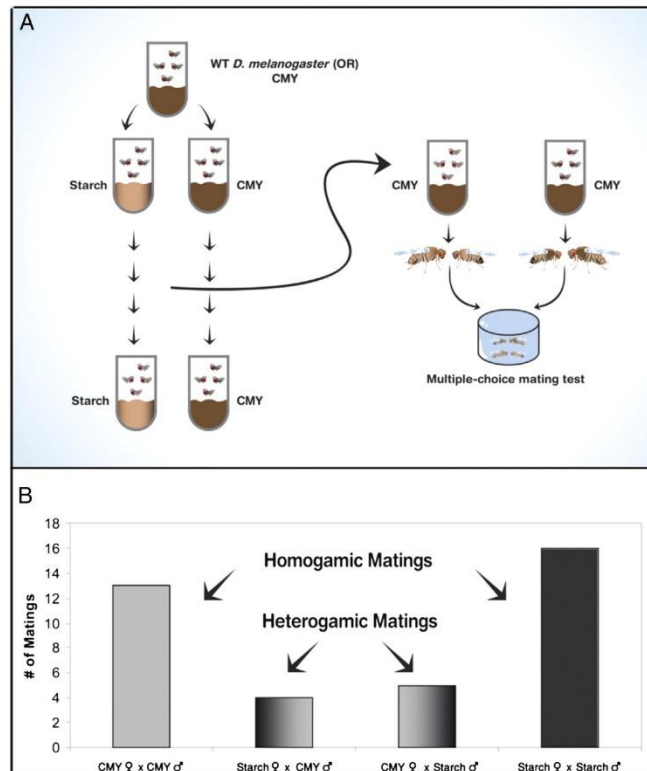 A
WT D. melanogaster (OR)
CMY
Starch
CMY
CMY
CMY
Starch
CMY
Multiple-choice mating test
B
18
16
14
12
10
8
6
4
2
0
# of Matings
Homogamic Matings
Heterogamic Matings
CMY ♀ x CMY ♂
Starch ♀ x CMY ♂
CMY ♀ x Starch ♂
Starch ♀ x Starch ♂